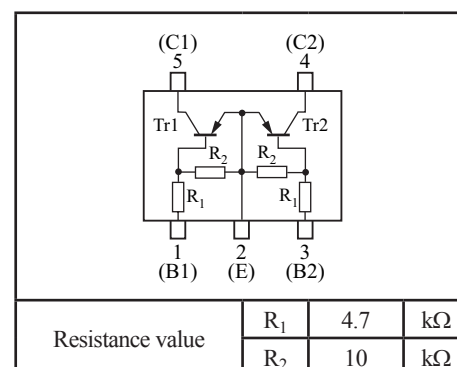 (C1) (C2)
5 4
Tr1 Tr2
R2 R2
R1 R1
1 2 3
(B1) (E) (B2)
Resistance value R1 4.7 kΩ
R2 10 kΩ